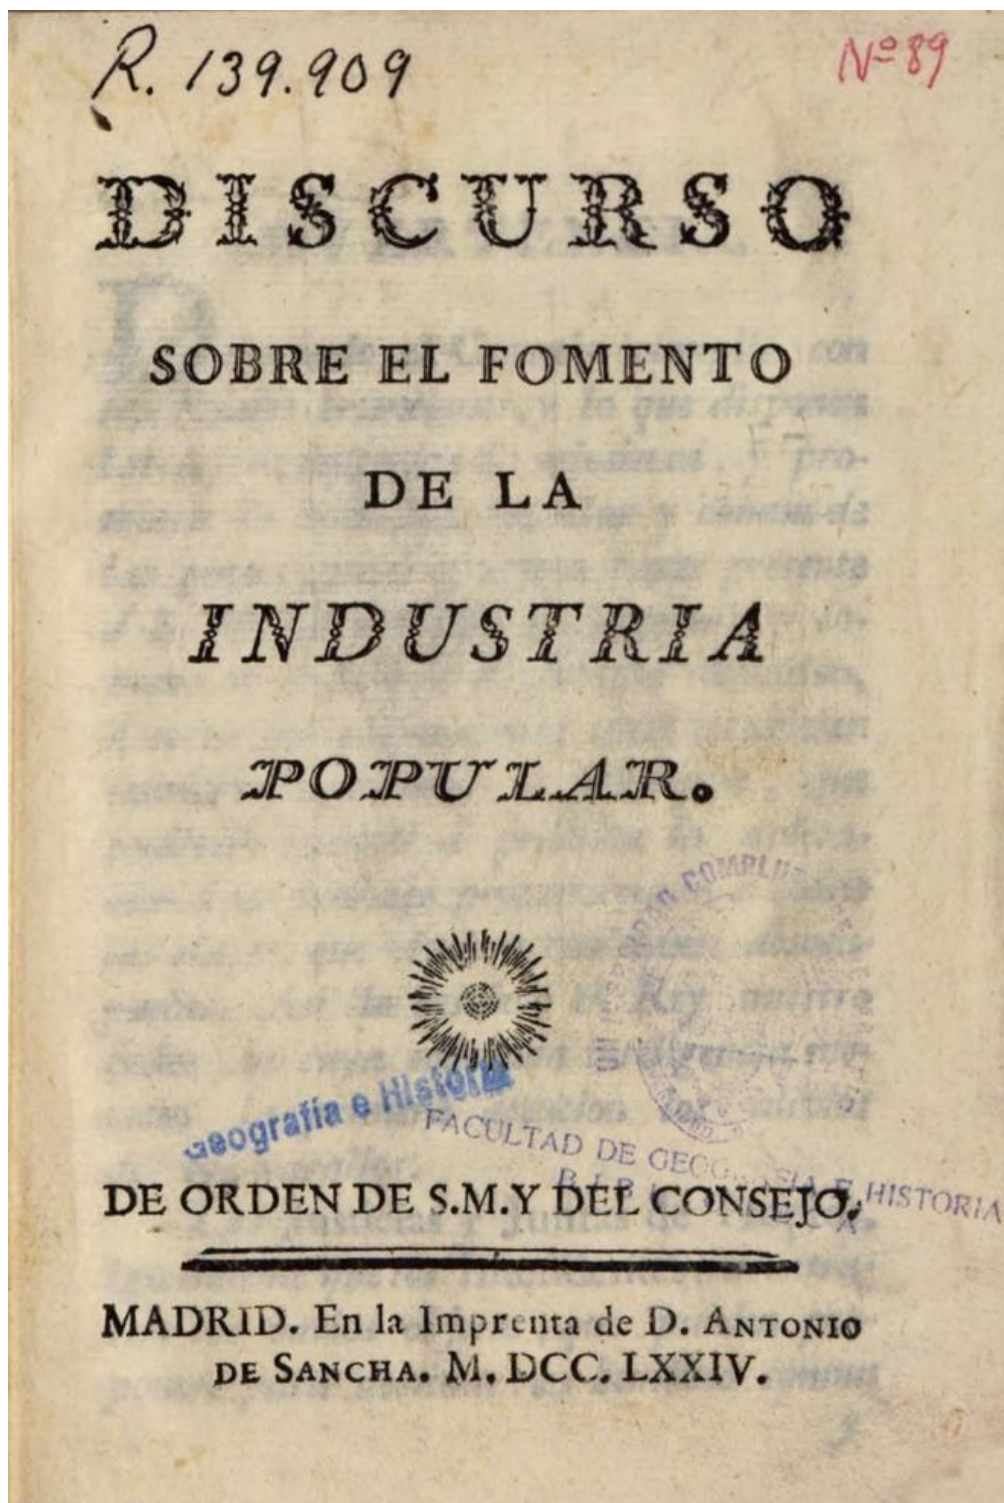 R. 139.909
Nº 89
DISCURSO
SOBRE EL FOMENTO
DE LA
INDUSTRIA
POPULAR.
Geografía e Historia
FACULTAD DE GEOGRAFIA E HISTORIA
DE ORDEN DE S.M.Y DEL CONSEJO.
MADRID. En la Imprenta de D. ANTONIO
DE SANCHA. M. DCC. LXXIV.